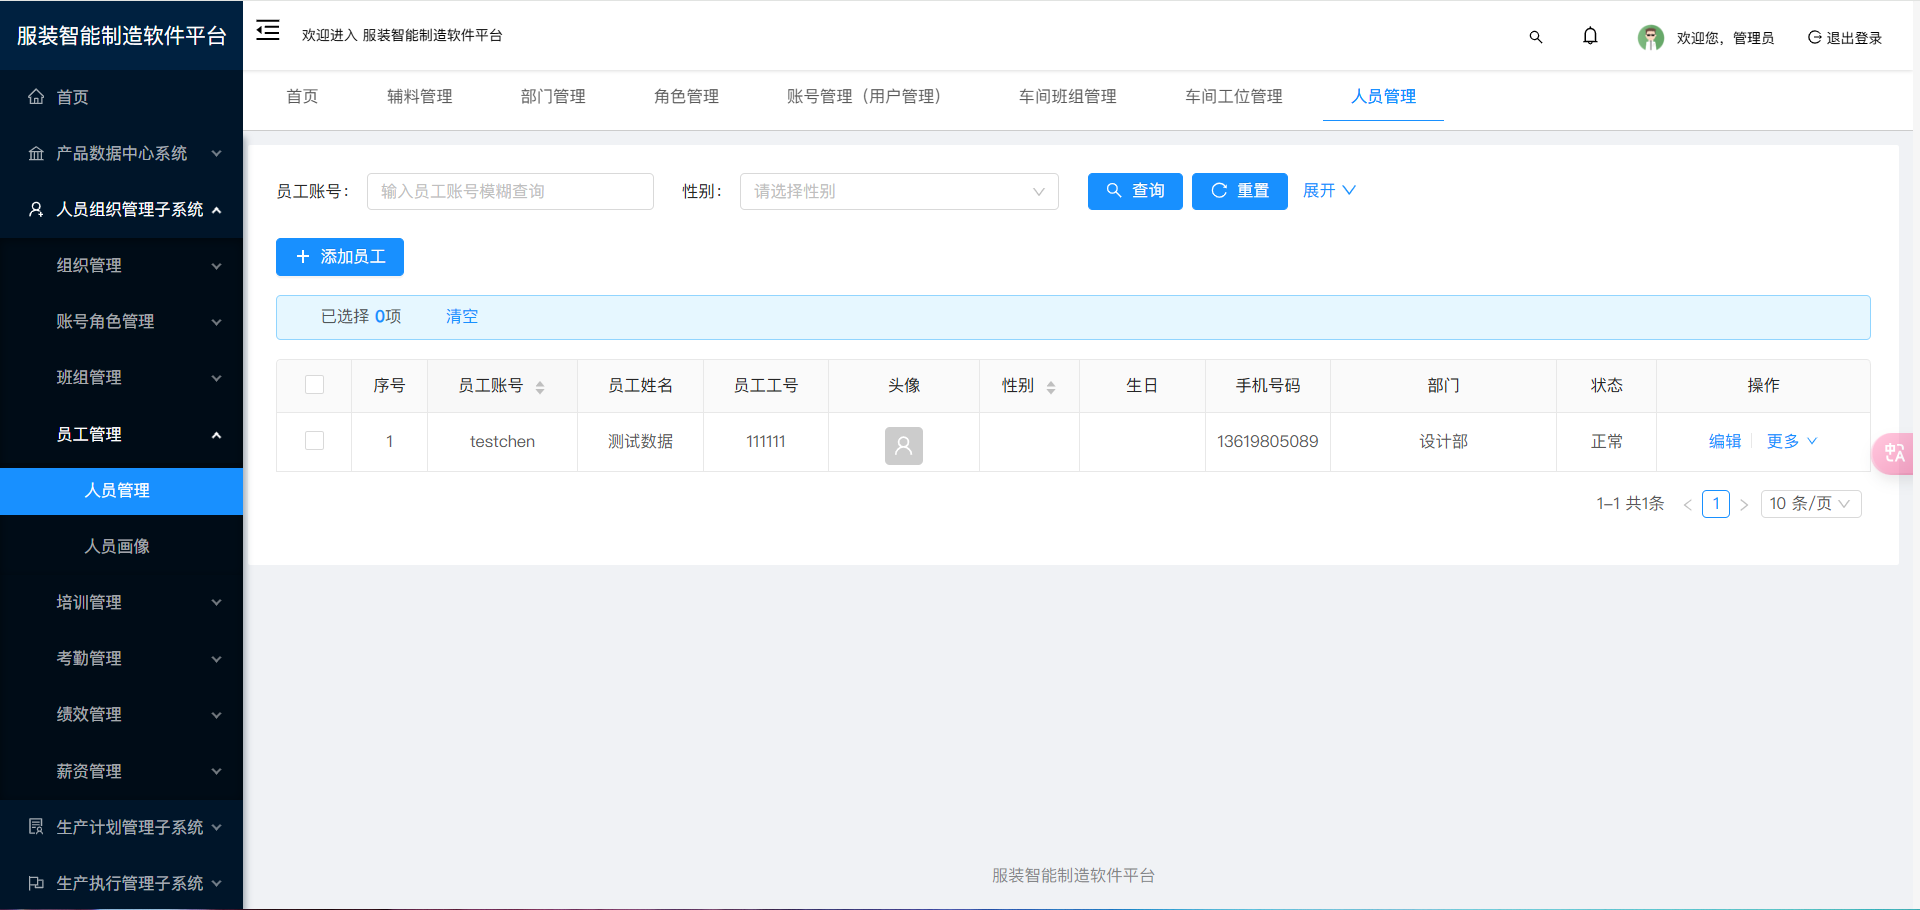 服装智能制造软件平台
欢迎进入 服装智能制造软件平台
欢迎您，管理员
退出登录
首页
产品数据中心系统
人员组织管理子系统
组织管理
账号角色管理
班组管理
员工管理
人员管理
人员画像
培训管理
考勤管理
绩效管理
薪资管理
生产计划管理子系统
生产执行管理子系统
首页 辅料管理 部门管理 角色管理 账号管理（用户管理） 车间班组管理 车间工位管理 人员管理
员工账号： 输入员工账号模糊查询 性别： 请选择性别 查询 重置 展开
添加员工
已选择 0项 清空
序号 员工账号 员工姓名 员工工号 头像 性别 生日 手机号码 部门 状态 操作
1 testchen 测试数据 111111 13619805089 设计部 正常 编辑 更多
1-1 共1条 < 1 > 10 条/页
中A
服装智能制造软件平台